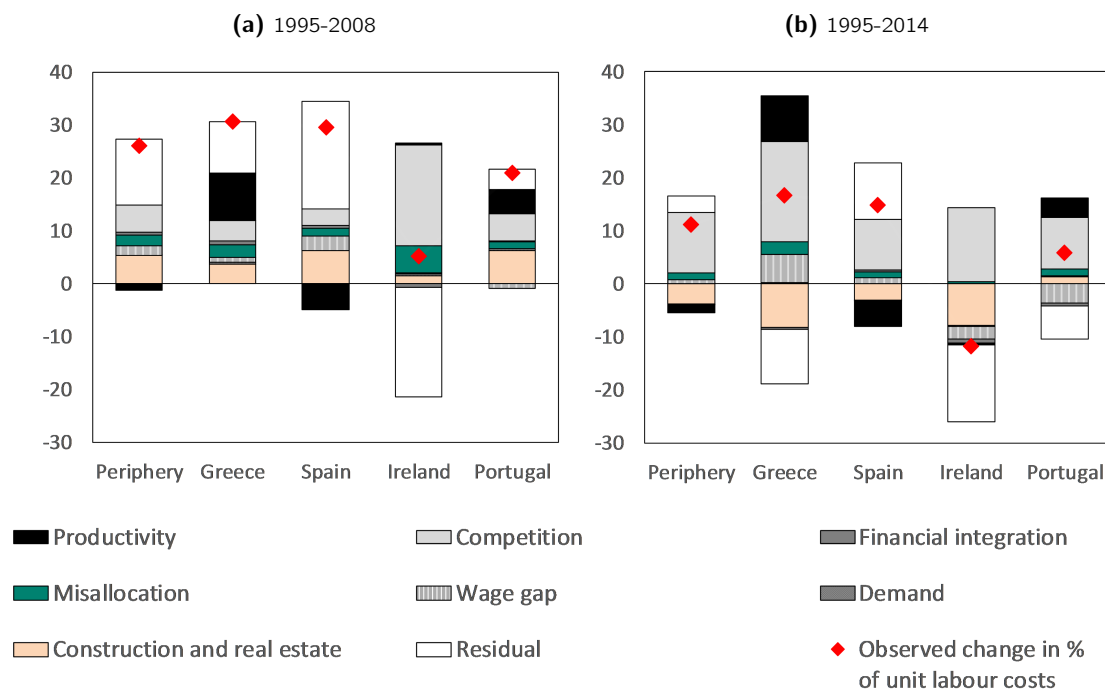 (a) 1995-2008
(b) 1995-2014
40
30
20
10
0
-10
-20
-30
Periphery Greece Spain Ireland Portugal
40
30
20
10
0
-10
-20
-30
Periphery Greece Spain Ireland Portugal
Productivity
Competition
Financial integration
Misallocation
Wage gap
Demand
Construction and real estate
Residual
Observed change in %
of unit labour costs